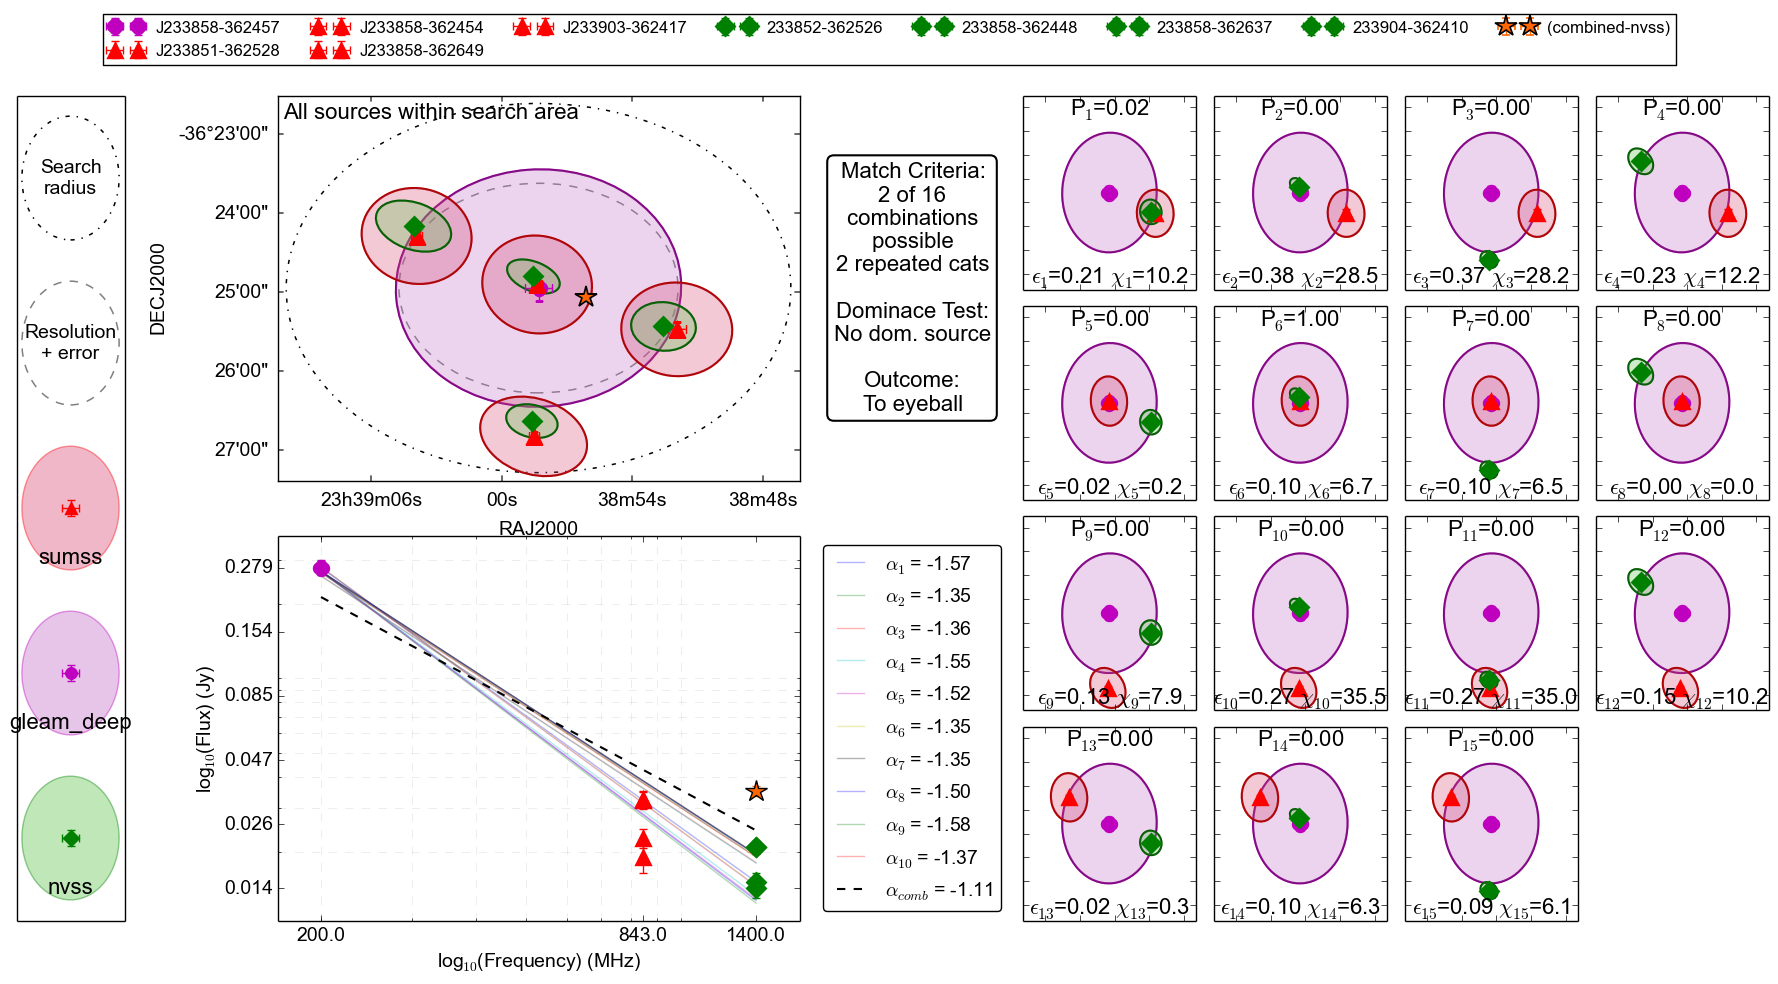 J233858-362457
J233858-362454
J233903-362417
233852-362526
233858-362448
233858-362637
233904-362410
(combined-nvss)
J233851-362528
J233858-362649
Search
radius
Resolution
+ error
sumss
gleam_deep
nvss
All sources within search area
DECJ2000
-36°23'00"
24'00"
25'00"
26'00"
27'00"
23h39m06s
00s
38m54s
38m48s
RAJ2000
Match Criteria:
2 of 16
combinations
possible
2 repeated cats
Dominace Test:
No dom. source
Outcome:
To eyeball
log10(Flux) (Jy)
0.279
0.154
0.085
0.047
0.026
0.014
200.0
843.0
1400.0
log10(Frequency) (MHz)
α1 = -1.57
α2 = -1.35
α3 = -1.36
α4 = -1.55
α5 = -1.52
α6 = -1.35
α7 = -1.35
α8 = -1.50
α9 = -1.58
α10 = -1.37
αcomb = -1.11
P1=0.02
ϵ1=0.21 χ1=10.2
P2=0.00
ϵ2=0.38 χ2=28.5
P3=0.00
ϵ3=0.37 χ3=28.2
P4=0.00
ϵ4=0.23 χ4=12.2
P5=0.00
ϵ5=0.02 χ5=0.2
P6=1.00
ϵ6=0.10 χ6=6.7
P7=0.00
ϵ7=0.10 χ7=6.5
P8=0.00
ϵ8=0.00 χ8=0.0
P9=0.00
ϵ9=0.13 χ9=7.9
P10=0.00
ϵ10=0.27 χ10=35.5
P11=0.00
ϵ11=0.27 χ11=35.0
P12=0.00
ϵ12=0.15 χ12=10.2
P13=0.00
ϵ13=0.02 χ13=0.3
P14=0.00
ϵ14=0.10 χ14=6.3
P15=0.00
ϵ15=0.09 χ15=6.1